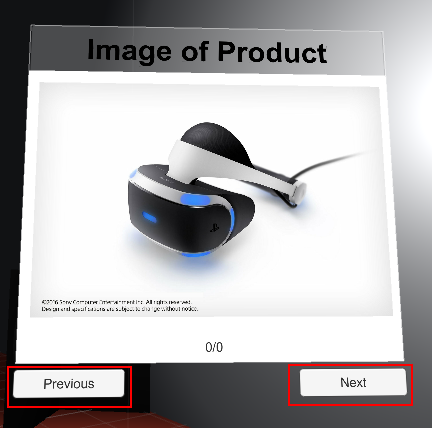 Image of Product
©2016 Sony Computer Entertainment Inc. All rights reserved.
Design and specifications are subject to change without notice.
0/0
Previous
Next